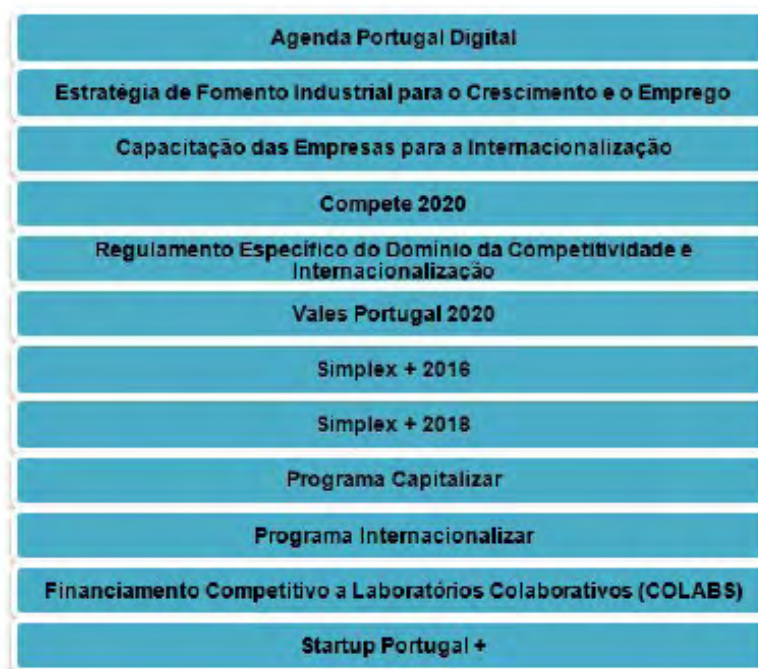 Agenda Portugal Digital
Estratégia de Fomento Industrial para o Crescimento e o Emprego
Capacitação das Empresas para a Internacionalização
Compete 2020
Regulamento Específico do Domínio da Competitividade e
Internacionalização
Vales Portugal 2020
Simplex + 2016
Simplex + 2018
Programa Capitalizar
Programa Internacionalizar
Financiamento Competitivo a Laboratórios Colaborativos (COLABS)
Startup Portugal +